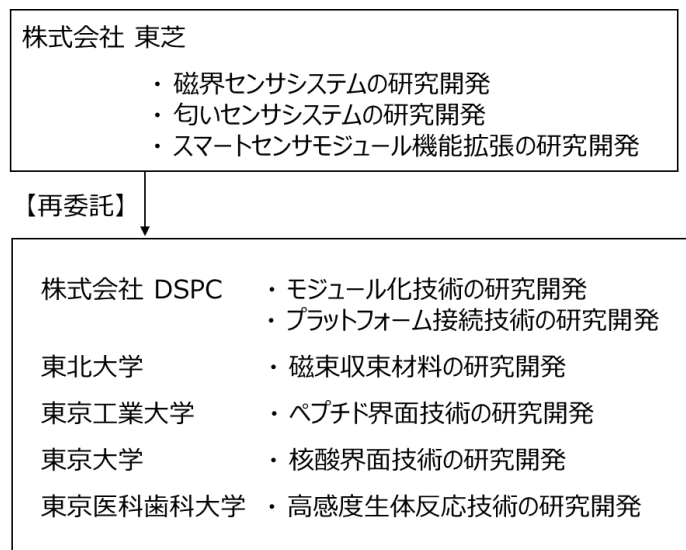 株式会社 東芝
・ 磁界センサシステムの研究開発
・ 匂いセンサシステムの研究開発
・ スマートセンサモジュール機能拡張の研究開発
【再委託】
株式会社 DSPC ・ モジュール化技術の研究開発
・ プラットフォーム接続技術の研究開発
東北大学 ・ 磁束収束材料の研究開発
東京工業大学 ・ ペプチド界面技術の研究開発
東京大学 ・ 核酸界面技術の研究開発
東京医科歯科大学 ・ 高感度生体反応技術の研究開発